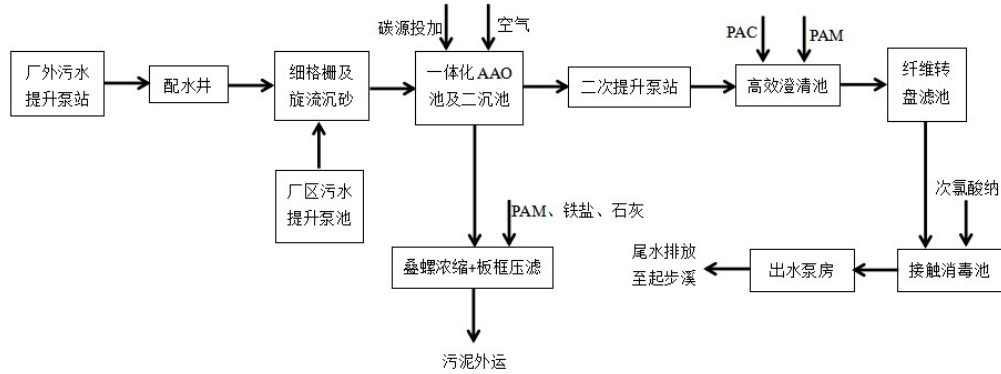 碳源投加
空气
PAC
PAM
厂外污水
提升泵站
配水井
细格栅及
旋流沉砂
一体化AAO
池及二沉池
二次提升泵站
高效澄清池
纤维转
盘滤池
厂区污水
提升泵池
PAM、铁盐、石灰
次氯酸纳
叠螺浓缩+板框压滤
尾水排放
至起步溪
出水泵房
接触消毒池
污泥外运